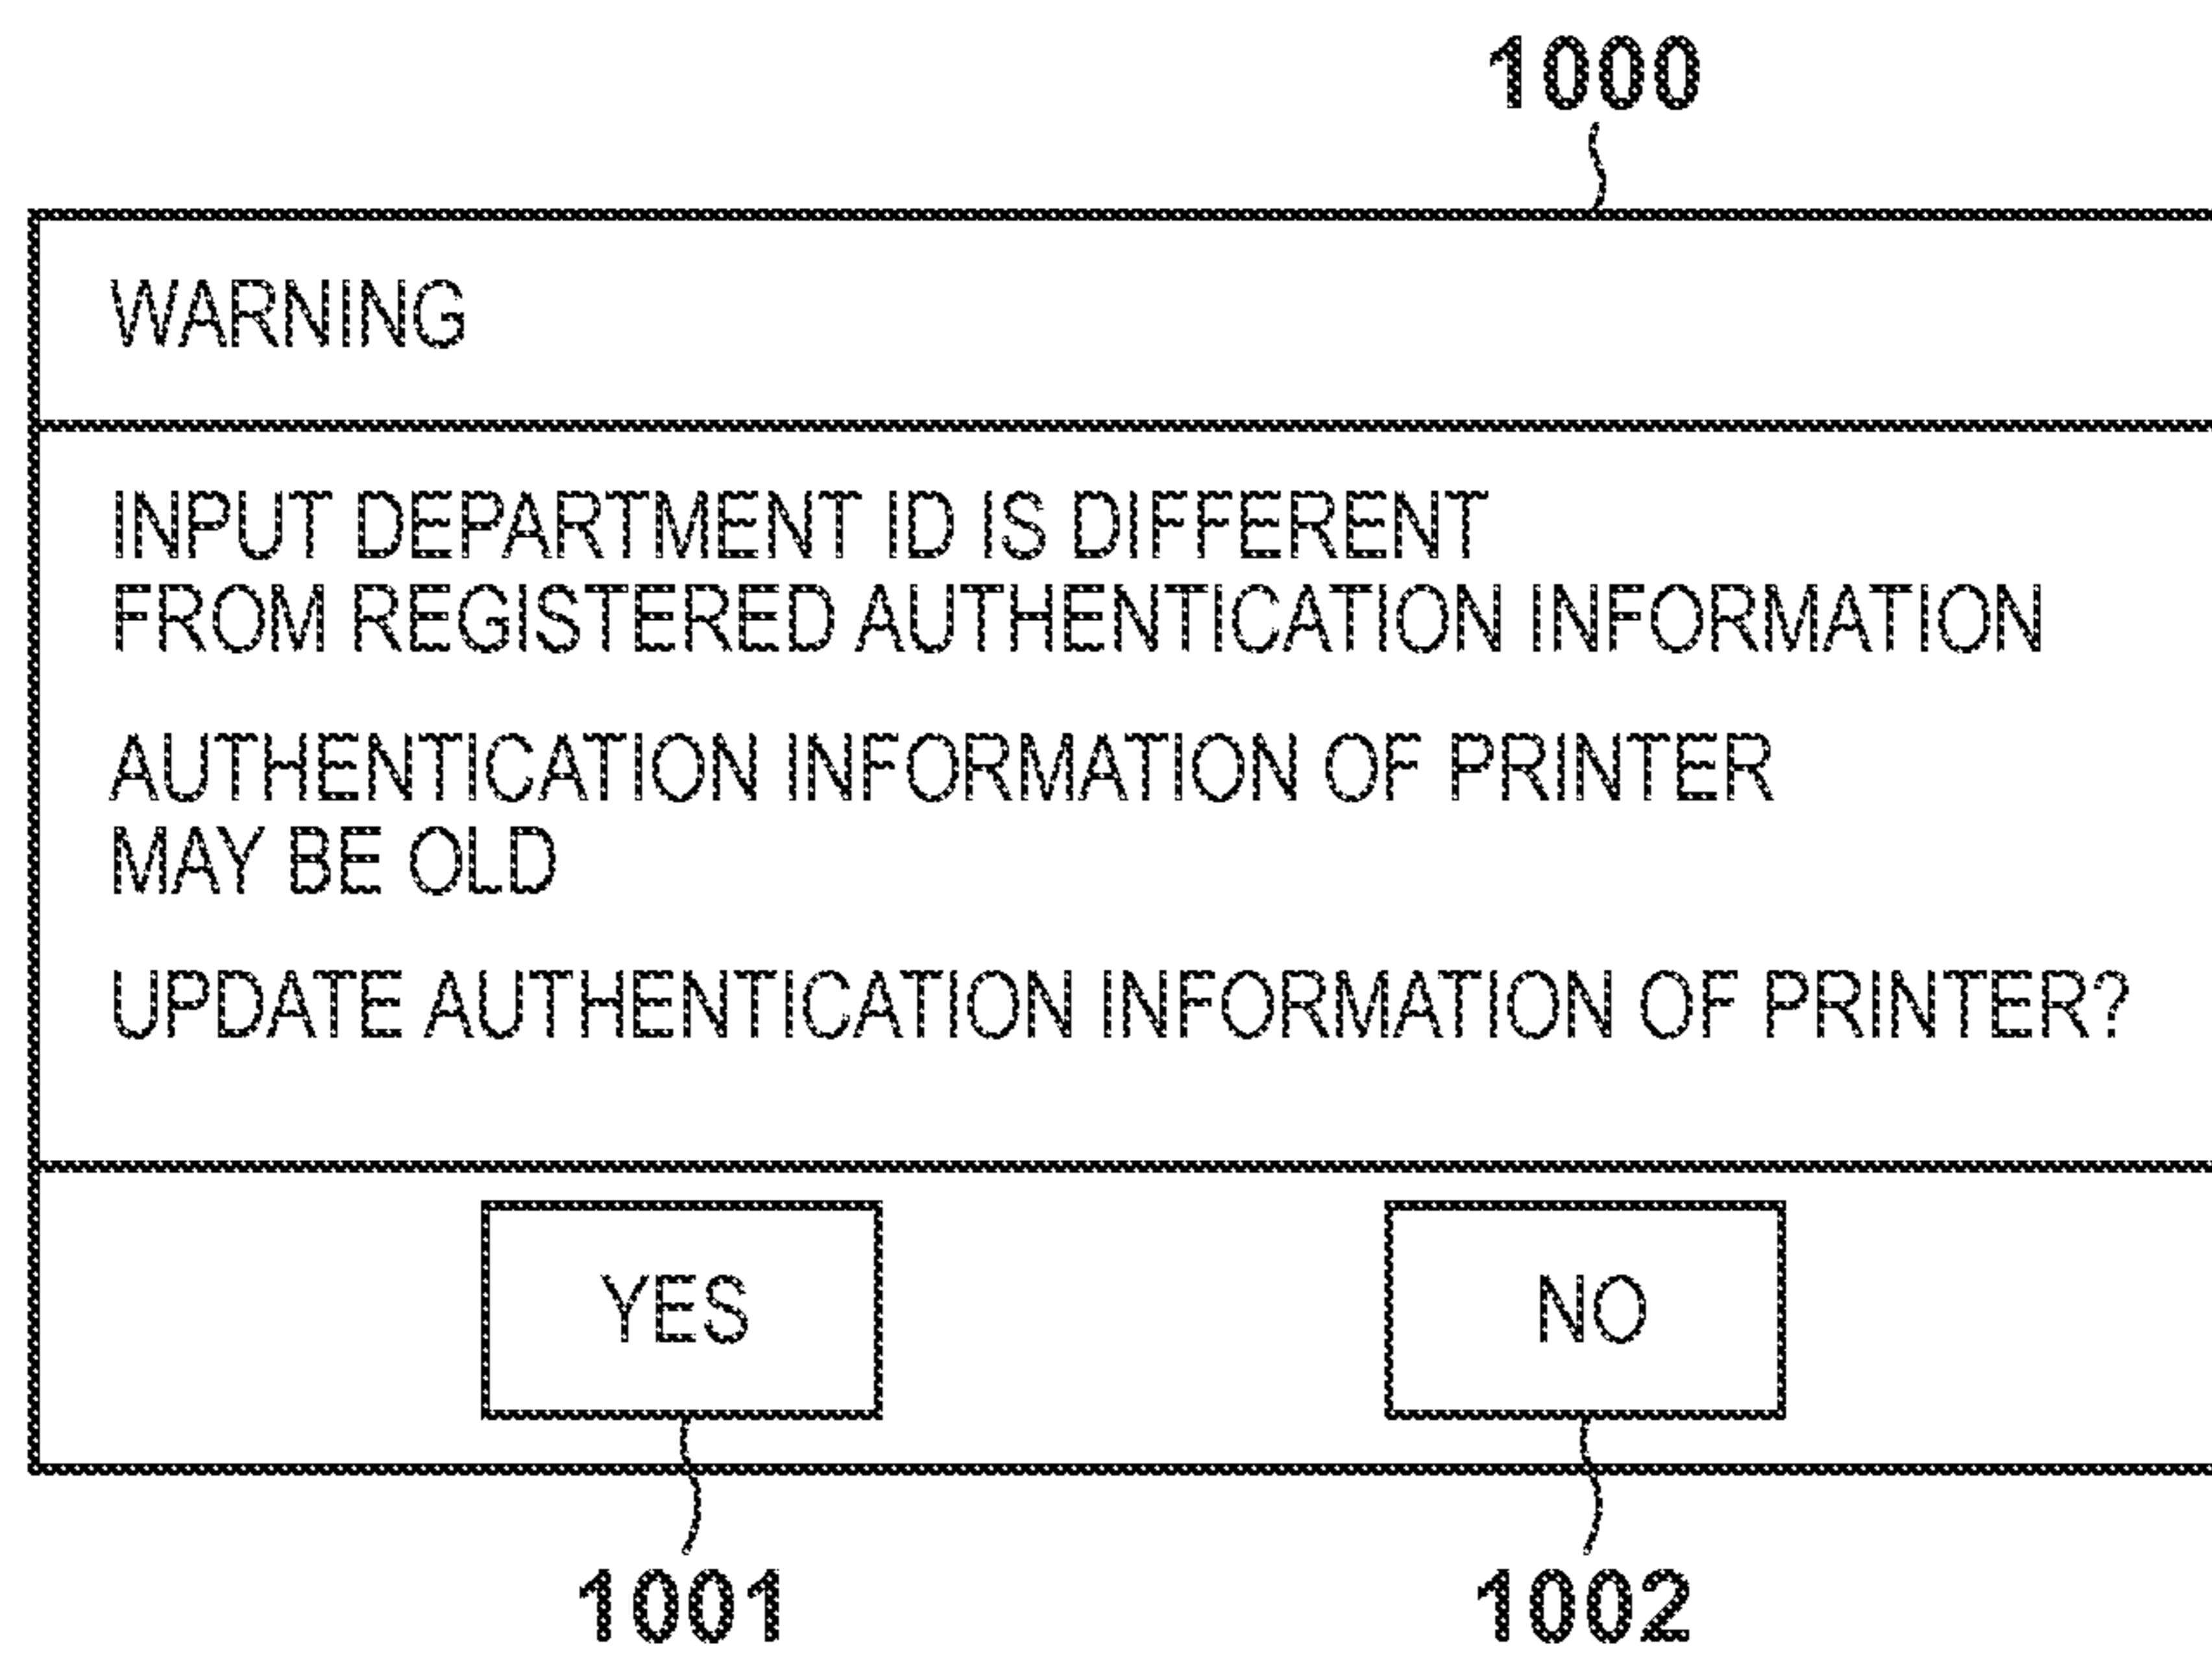 1000
WARNING
INPUT DEPARTMENT ID IS DIFFERENT
FROM REGISTERED AUTHENTICATION INFORMATION
AUTHENTICATION INFORMATION OF PRINTER
MAY BE OLD
UPDATE AUTHENTICATION INFORMATION OF PRINTER?
YES NO
1001 1002